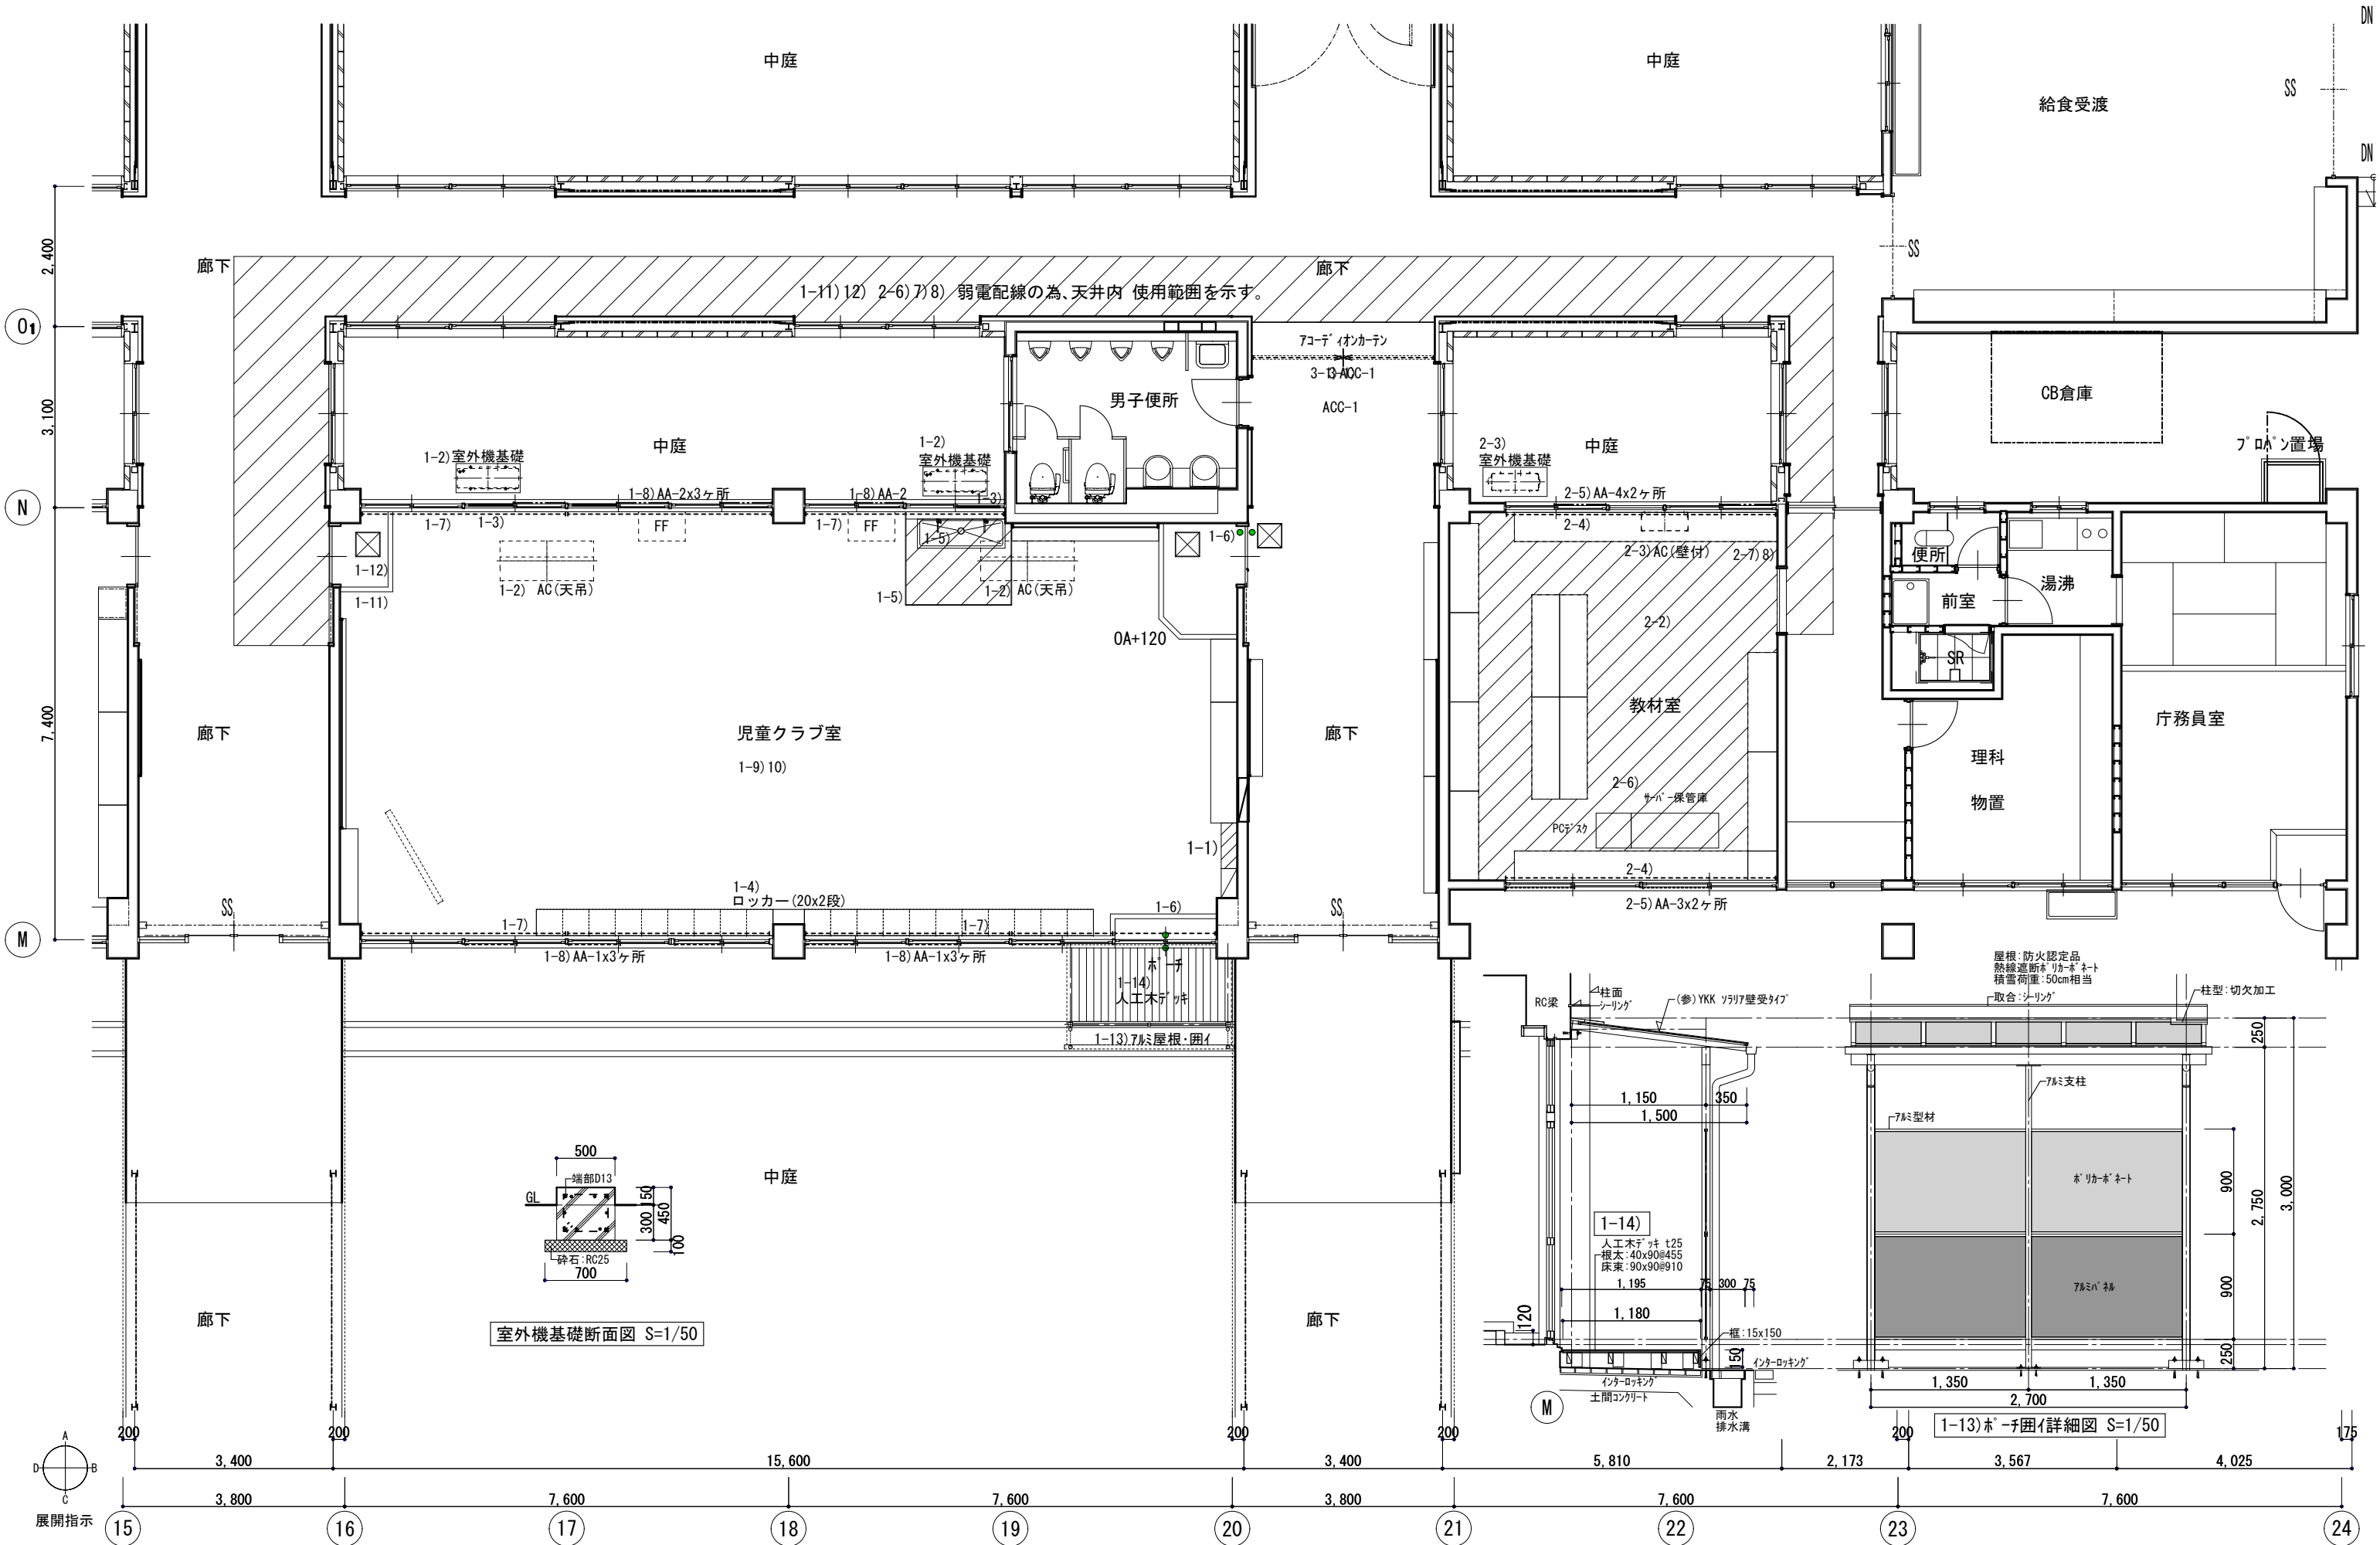 DN
中庭
中庭
SS
給食受渡
DN
2,400
廊下
廊下
SS
1-11)12) 2-6)7)8) 弱電配線の為、天井内 使用範囲を示す。
O1
ｱｺｰﾃﾞｨｵﾝｶｰﾃﾝ
ACC-1
3,100
男子便所
CB倉庫
中庭
中庭
ﾌﾟﾛﾊﾟﾝ置場
1-2)室外機基礎
1-2)
室外機基礎
2-3)
室外機基礎
N
1-8)AA-2x3ヶ所
1-8)AA-2
1-3)
2-5)AA-4x2ヶ所
1-7)
1-3)
FF
1-7)
FF
1-5)
1-6)
2-4)
2-3)AC(壁付)
2-7)8)
便所
湯沸
1-12)
1-11)
1-2) AC(天吊)
1-5)
1-2) AC(天吊)
前室
OA+120
2-2)
SR
7,400
廊下
児童クラブ室
1-9)10)
廊下
教材室
庁務員室
理科
物置
2-6)
ｻｰﾊﾞｰ保管庫
PCﾃﾞｽｸ
1-1)
2-4)
1-4)
ロッカー(20x2段)
SS
1-7)
1-7)
1-6)
SS
2-5)AA-3x2ヶ所
M
1-8)AA-1x3ヶ所
1-8)AA-1x3ヶ所
ﾎﾟｰﾁ
1-14)
人工木ﾃﾞｯｷ
1-13)ｱﾙﾐ屋根・囲ｲ
屋根:防火認定品
熱線遮断ﾎﾟﾘｶｰﾎﾞﾈｰﾄ
積雪荷重:50cm相当
取合:ｼｰﾘﾝｸﾞ
柱型:切欠加工
RC梁
柱面
ｼｰﾘﾝｸﾞ
(参)YKK ｿﾗﾘｱ壁受ﾀｲﾌﾟ
250
ｱﾙﾐ支柱
1,150
350
1,500
ｱﾙﾐ型材
中庭
500
端部D13
GL
150
300
450
100
砕石:RC25
700
ﾎﾟﾘｶｰﾎﾞﾈｰﾄ
900
2,750
3,000
1-14)
人工木ﾃﾞｯｷ t25
根太:40x90@455
床束:90x90@910
1,195
75
300
75
1,180
ｱﾙﾐﾊﾟﾈﾙ
900
120
框:15x150
150
250
廊下
廊下
室外機基礎断面図 S=1/50
ｲﾝﾀｰﾛｯｷﾝｸﾞ
ｲﾝﾀｰﾛｯｷﾝｸﾞ
土間ｺﾝｸﾘｰﾄ
M
雨水
排水溝
1,350
1,350
2,700
1-13)ﾎﾟｰﾁ囲ｲ詳細図 S=1/50
200
200
200
200
200
175
3,400
15,600
3,400
5,810
2,173
3,567
4,025
A
D
B
C
展開指示
3,800
7,600
7,600
3,800
7,600
7,600
15
16
17
18
19
20
21
22
23
24